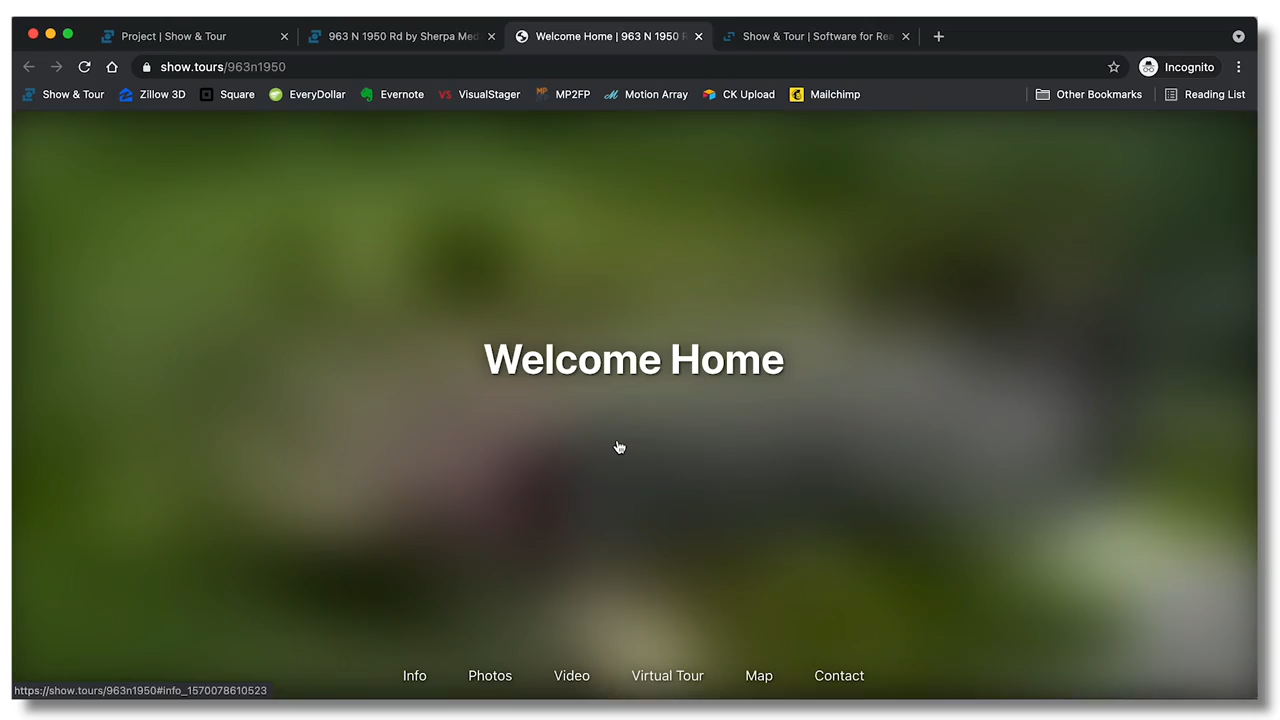 Project | Show & Tour
963 N 1950 Rd by Sherpa Med
Welcome Home | 963 N 1950 R
Show & Tour | Software for Rea
show.tours/963n1950
Incognito
Show & Tour
Zillow 3D
Square
EveryDollar
Evernote
VS VisualStager
MP2FP
Motion Array
CK Upload
Mailchimp
Other Bookmarks
Reading List
Welcome Home
Info
Photos
Video
Virtual Tour
Map
Contact
https://show.tours/963n1950#info_1570078610523